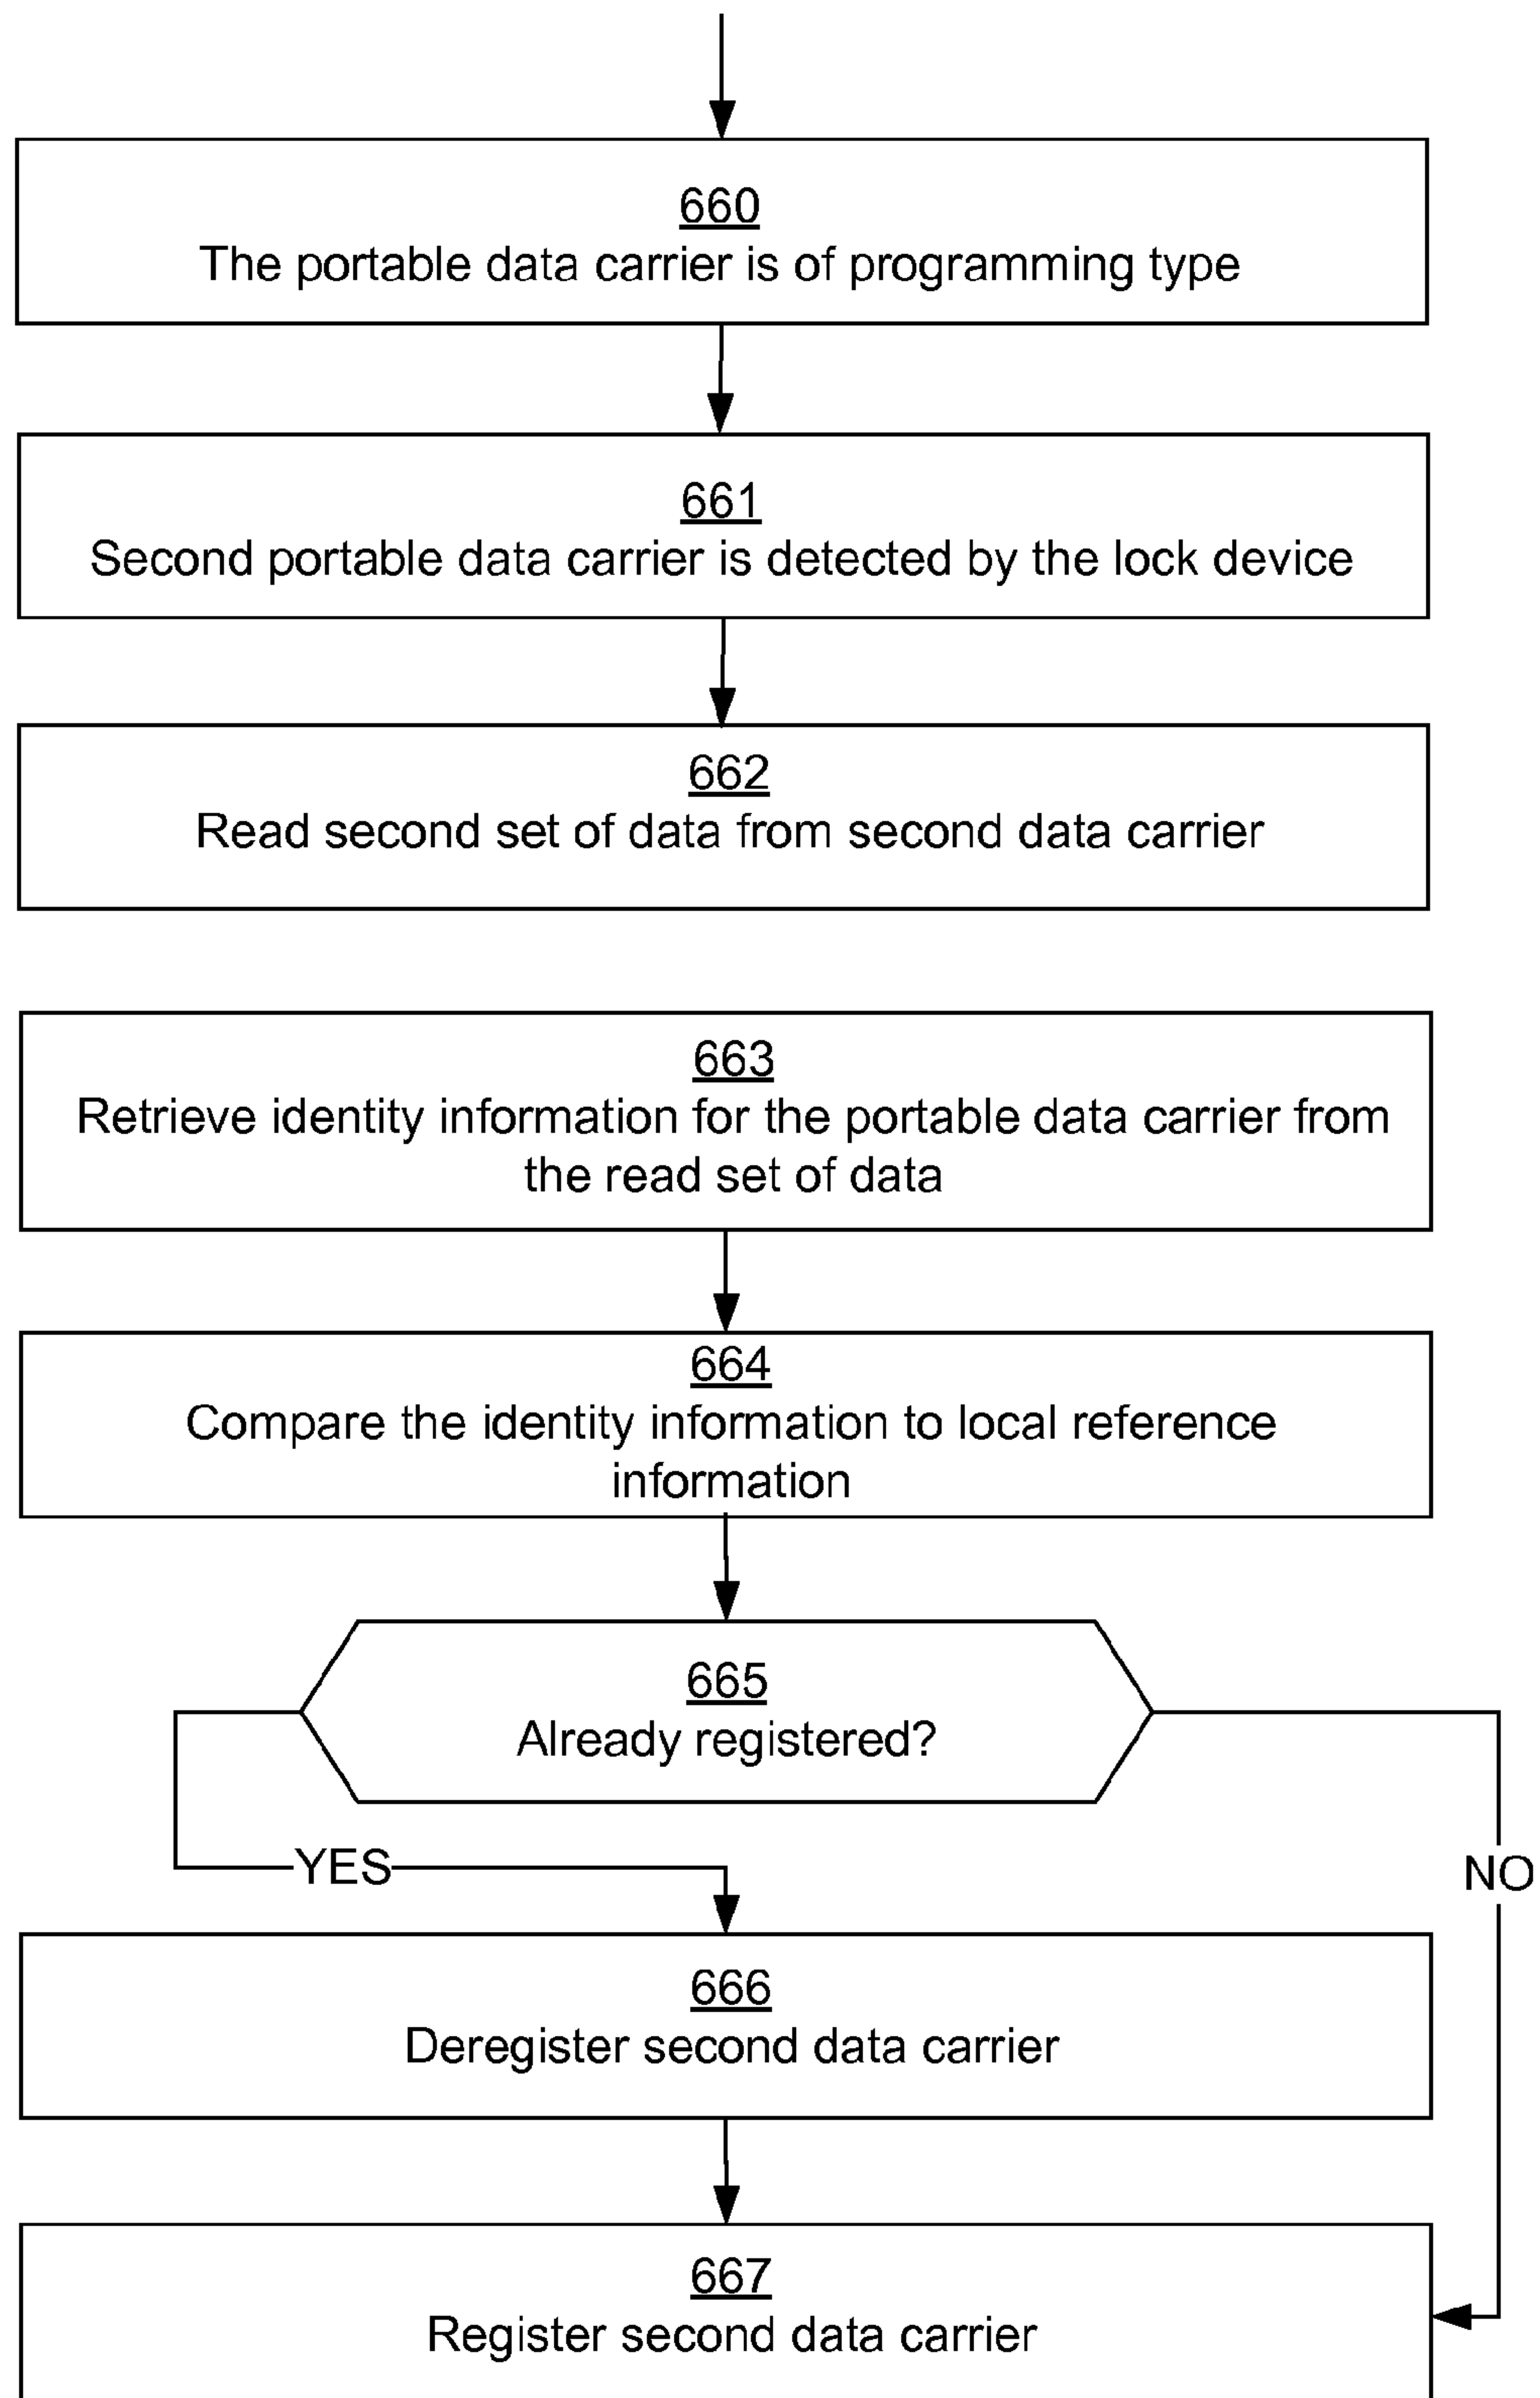 660
The portable data carrier is of programming type
661
Second portable data carrier is detected by the lock device
662
Read second set of data from second data carrier
663
Retrieve identity information for the portable data carrier from
the read set of data
664
Compare the identity information to local reference
information
665
Already registered?
YES
NO
666
Deregister second data carrier
667
Register second data carrier